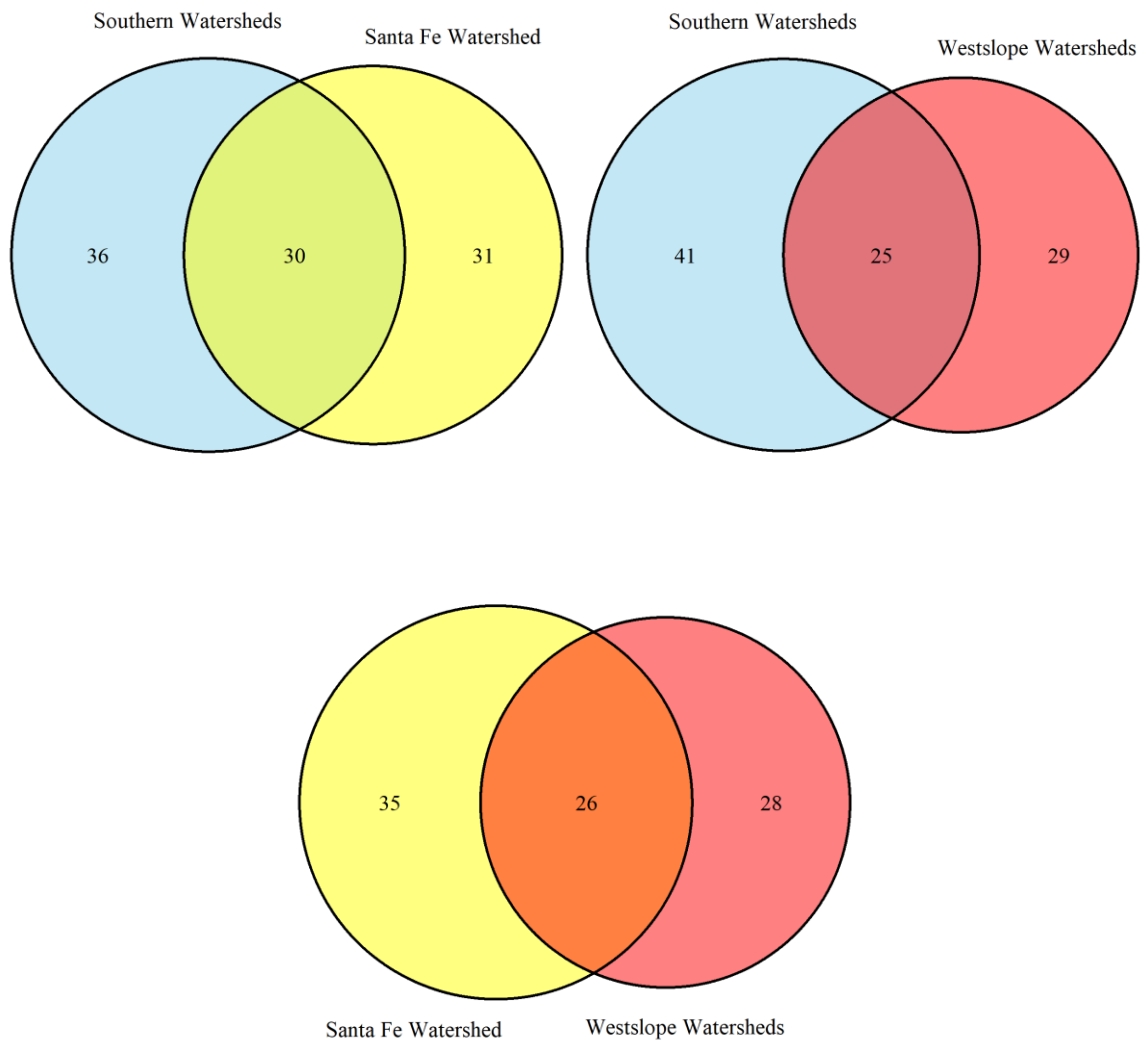 Southern Watersheds
Santa Fe Watershed
36
30
31
Southern Watersheds
Westslope Watersheds
41
25
29
35
26
28
Santa Fe Watershed
Westslope Watersheds